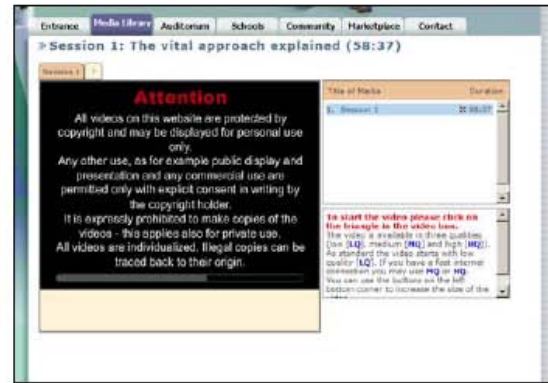 Entrance Media Library Auditorium Schools Community Marketplace Contact
» Session 1: The vital approach explained (58:37)
Session 1
Title of Media Duration
1. Session 1 58:37
Attention
All videos on this website are protected by
copyright and may be displayed for personal use
only.
Any other use, as for example public display and
presentation and any commercial use are
permitted only with explicit consent in writing by
the copyright holder.
It is expressly prohibited to make copies of the
videos - this applies also for private use.
All videos are individualized. Illegal copies can be
traced back to their origin.
To start the video please click on
the triangle in the video box.
The video is available in three qualities
(low [LQ], medium [MQ] and high [HQ]).
As standard the video starts with low
quality [LQ]. If you have a fast internet
connection you may use MQ or HQ.
You can use the buttons on the left
bottom corner to increase the size of the